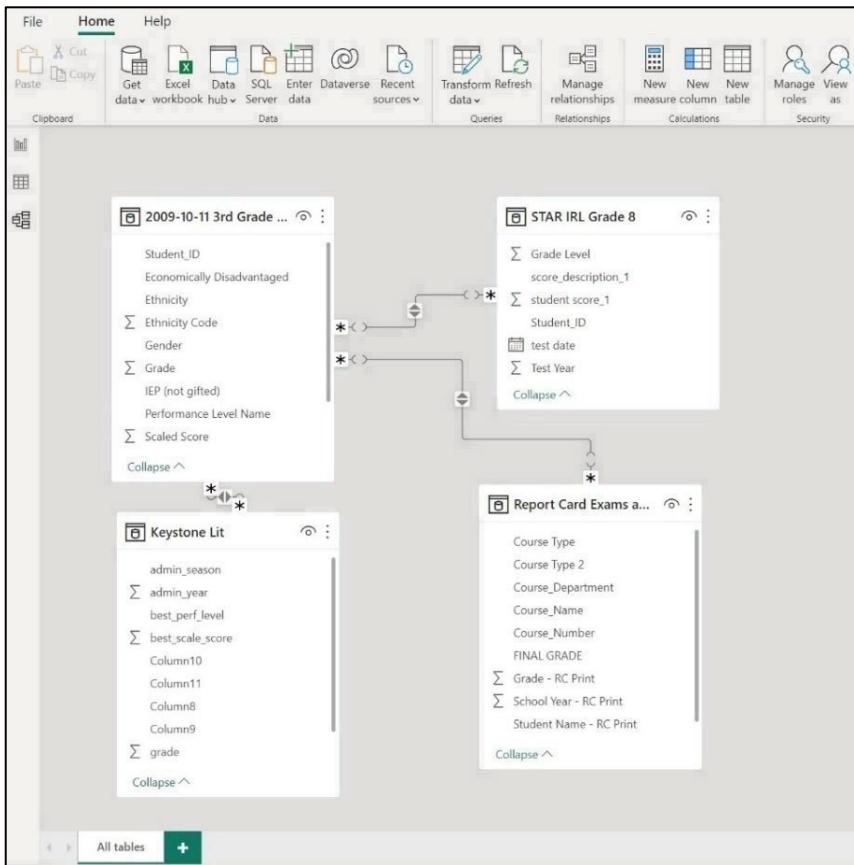 File Home Help
Paste
Cut
Copy
Get data
Excel workbook
Data hub
SQL Server
Enter data
Dataverse
Recent sources
Transform data
Refresh
Manage relationships
New measure
New column
New table
Manage roles
View as
Clipboard
Data
Queries
Relationships
Calculations
Security
2009-10-11 3rd Grade ...
Student_ID
Economically Disadvantaged
Ethnicity
Σ Ethnicity Code
Gender
Σ Grade
IEP (not gifted)
Performance Level Name
Σ Scaled Score
Collapse
STAR IRL Grade 8
Σ Grade Level
score_description_1
Σ student score_1
Student_ID
test date
Σ Test Year
Collapse
Keystone Lit
admin_season
Σ admin_year
best_perf_level
Σ best_scale_score
Column10
Column11
Column8
Column9
Σ grade
Collapse
Report Card Exams a...
Course Type
Course Type 2
Course_Department
Course_Name
Course_Number
FINAL GRADE
Σ Grade - RC Print
Σ School Year - RC Print
Student Name - RC Print
Collapse
All tables +